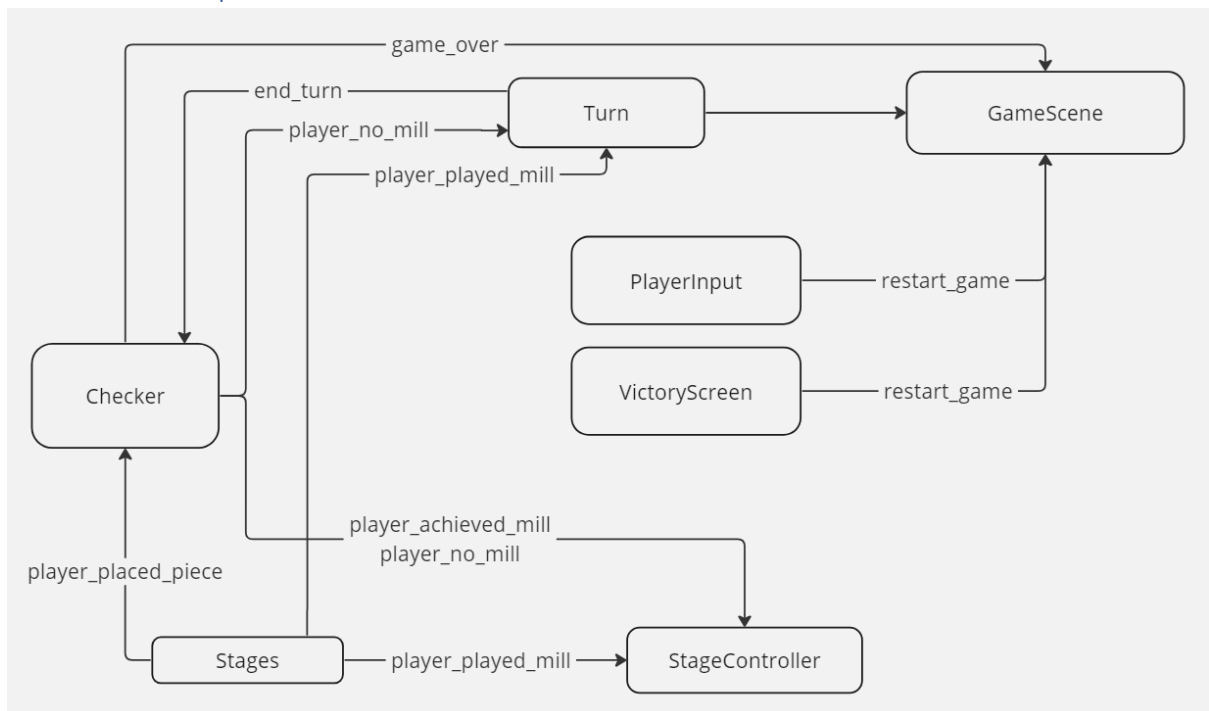 game_over
end_turn
Turn
GameScene
player_no_mill
player_played_mill
PlayerInput
restart_game
VictoryScreen
restart_game
Checker
player_achieved_mill
player_no_mill
player_placed_piece
Stages
player_played_mill
StageController